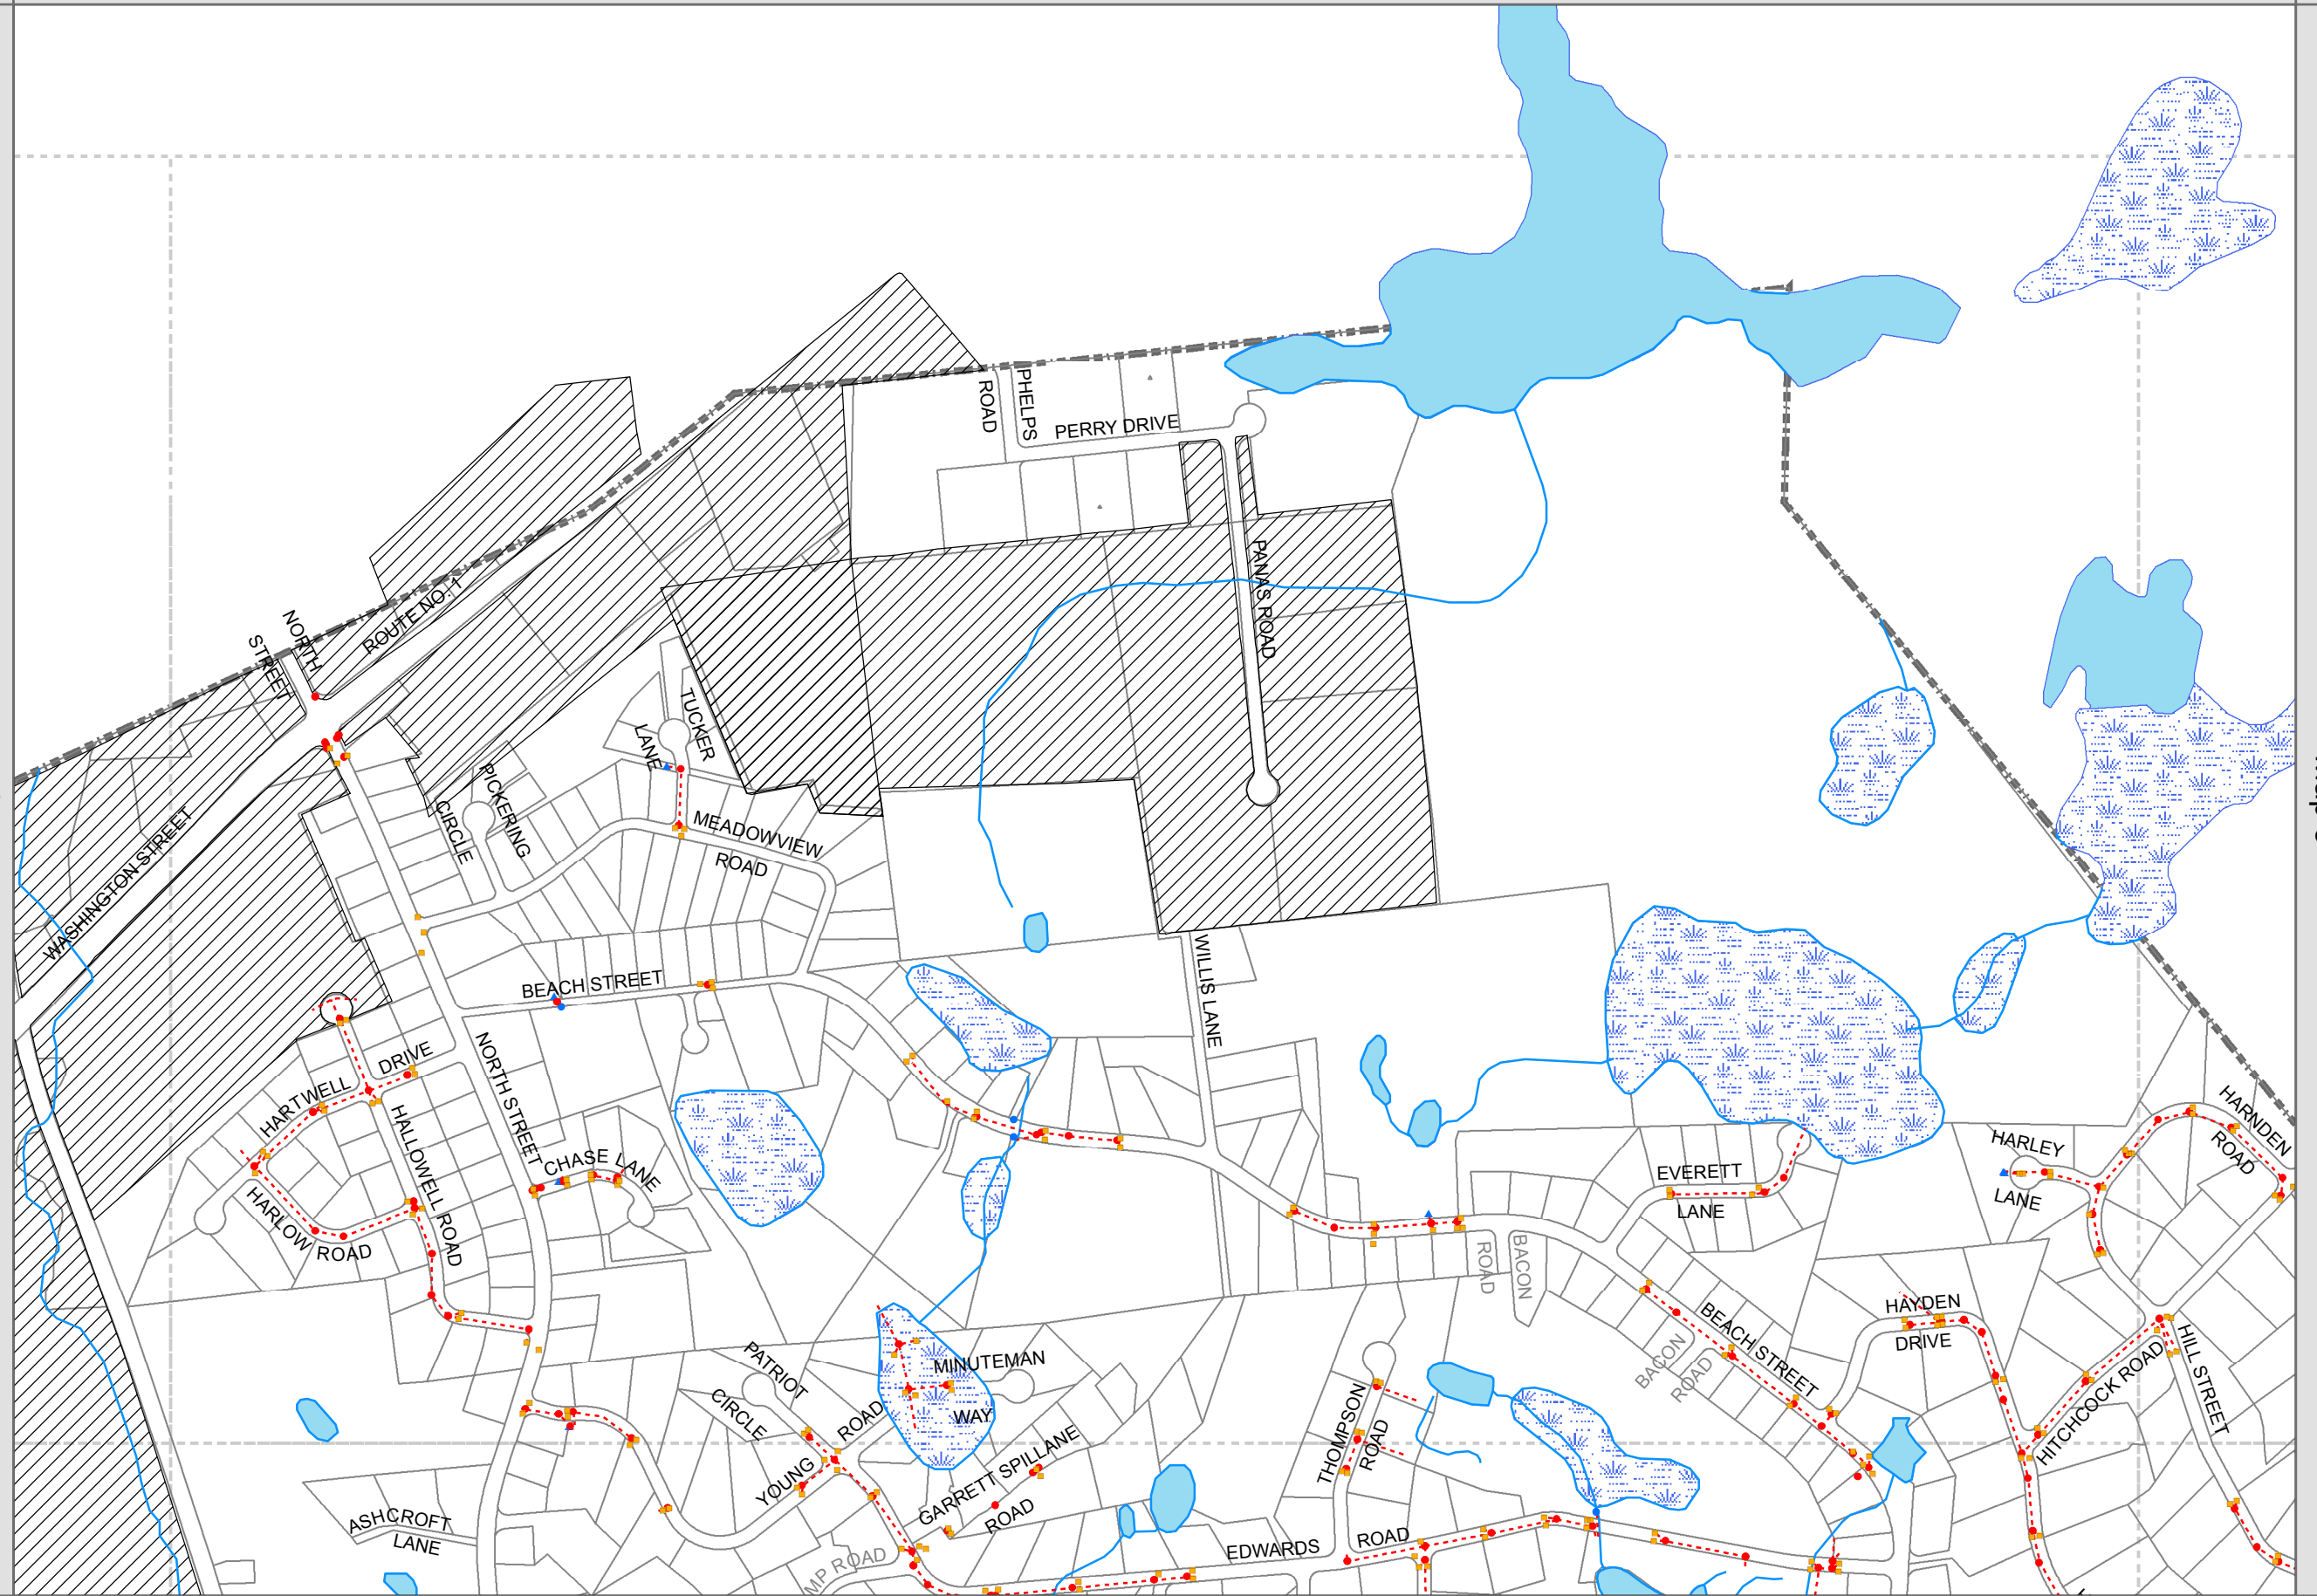 PHELPS
ROAD
PERRY DRIVE
PANAS ROAD
NORTH
STREET
ROUTE NO. 1
WASHINGTON STREET
TUCKER
LANE
PICKERING
CIRCLE
MEADOWVIEW
ROAD
BEACH STREET
WILLIS LANE
NORTH STREET
HARTWELL
DRIVE
HALLOWELL ROAD
HARLOW
ROAD
CHASE LANE
EVERETT
LANE
HARLEY
LANE
HARNDEN
ROAD
BACON
ROAD
BEACH STREET
BACON
ROAD
HAYDEN
DRIVE
HITCHCOCK ROAD
HILL STREET
PATRIOT
CIRCLE
MINUTEMAN
WAY
YOUNG
ROAD
GARRETT SPILLANE
ROAD
THOMPSON
ROAD
ASHCROFT
LANE
MP ROAD
EDWARDS
ROAD